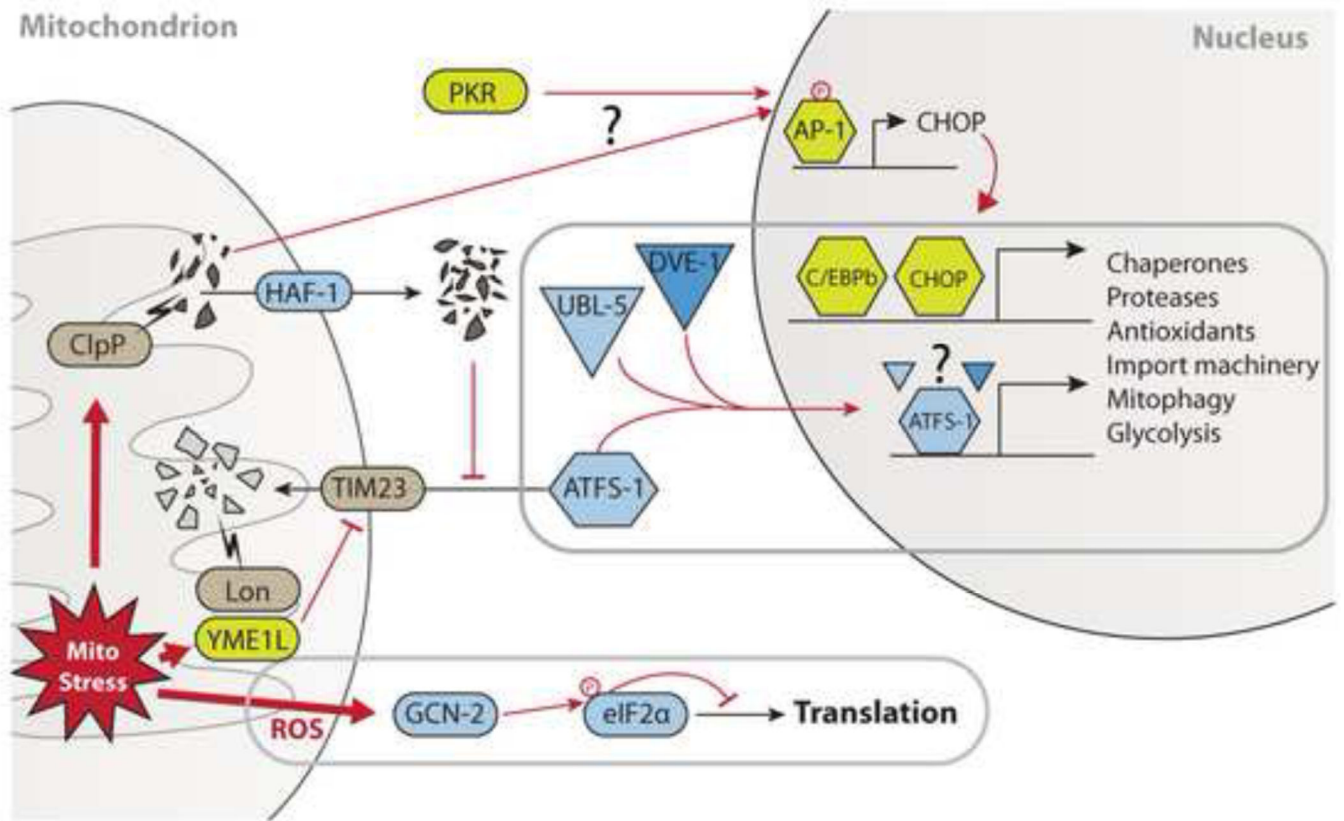 Mitochondrion
Nucleus
PKR
?
P
AP-1
CHOP
HAF-1
ClpP
UBL-5
DVE-1
C/EBPb
CHOP
Chaperones
Proteases
Antioxidants
Import machinery
Mitophagy
Glycolysis
?
ATFS-1
TIM23
ATFS-1
Lon
YME1L
Mito
Stress
ROS
GCN-2
P
eIF2α
Translation